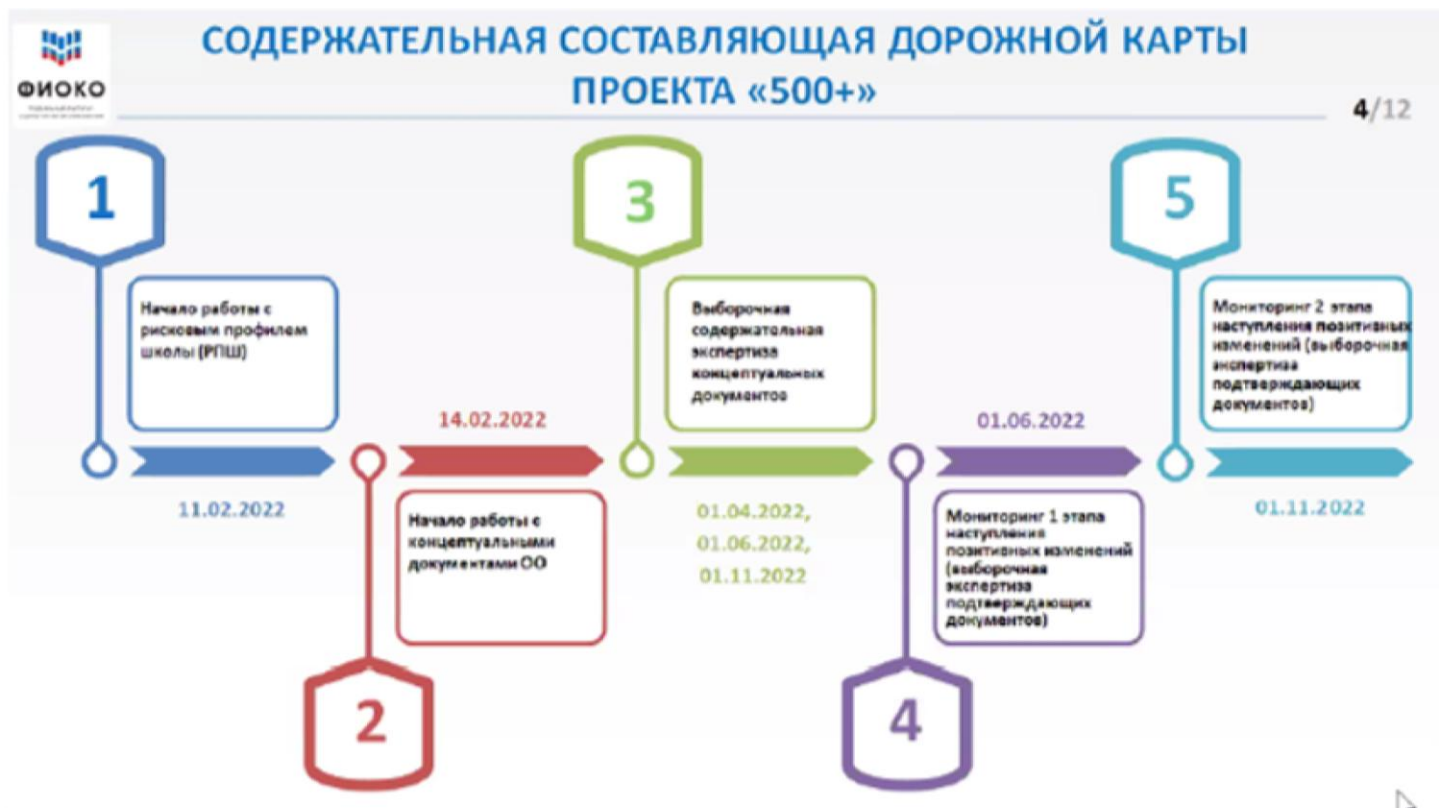 СОДЕРЖАТЕЛЬНАЯ СОСТАВЛЯЮЩАЯ ДОРОЖНОЙ КАРТЫ
ПРОЕКТА «500+»
ФИОКО
4/12
1
Начало работы с
рисковым профилем
школы (РПШ)
11.02.2022
2
14.02.2022
Начало работы с
концептуальными
документами ОО
3
Выборочная
содержательная
экспертиза
концептуальных
документов
01.04.2022,
01.06.2022,
01.11.2022
4
01.06.2022
Мониторинг 1 этапа
наступления
позитивных изменений
(выборочная
экспертиза
подтверждающих
документов)
5
Мониторинг 2 этапа
наступления позитивных
изменений (выборочная
экспертиза
подтверждающих
документов)
01.11.2022